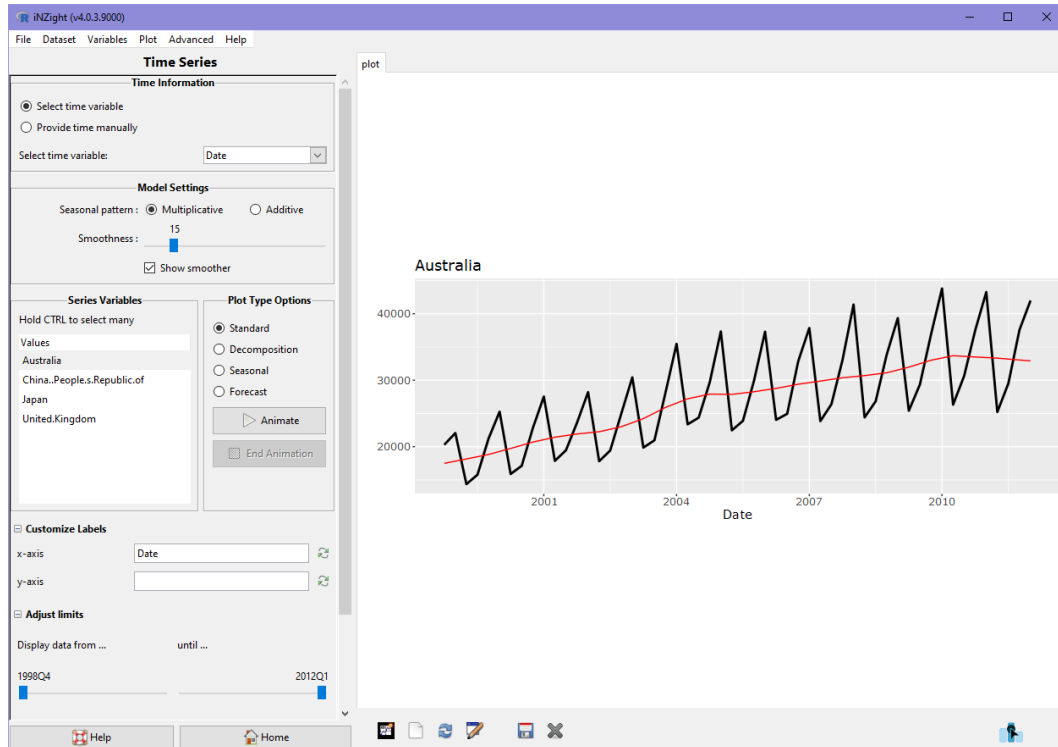 iNZight (v4.0.3.9000)
File Dataset Variables Plot Advanced Help
Time Series
Time Information
Select time variable
Provide time manually
Select time variable: Date
Model Settings
Seasonal pattern : Multiplicative Additive
15
Smoothness :
Show smoother
Series Variables
Hold CTRL to select many
Values
Australia
China..People.s.Republic.of
Japan
United.Kingdom
Plot Type Options
Standard
Decomposition
Seasonal
Forecast
Animate
End Animation
Customize Labels
x-axis Date
y-axis
Adjust limits
Display data from ... until ...
1998Q4 2012Q1
Help Home
plot
Australia
40000
30000
20000
2001 2004 2007 2010
Date